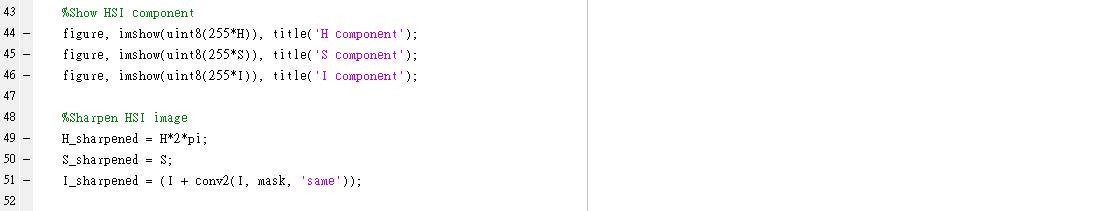 43 %Show HSI component
44 – figure, imshow(uint8(255*H)), title('H component');
45 – figure, imshow(uint8(255*S)), title('S component');
46 – figure, imshow(uint8(255*I)), title('I component');
47
48 %Sharpen HSI image
49 – H_sharpened = H*2*pi;
50 – S_sharpened = S;
51 – I_sharpened = (I + conv2(I, mask, 'same'));
52